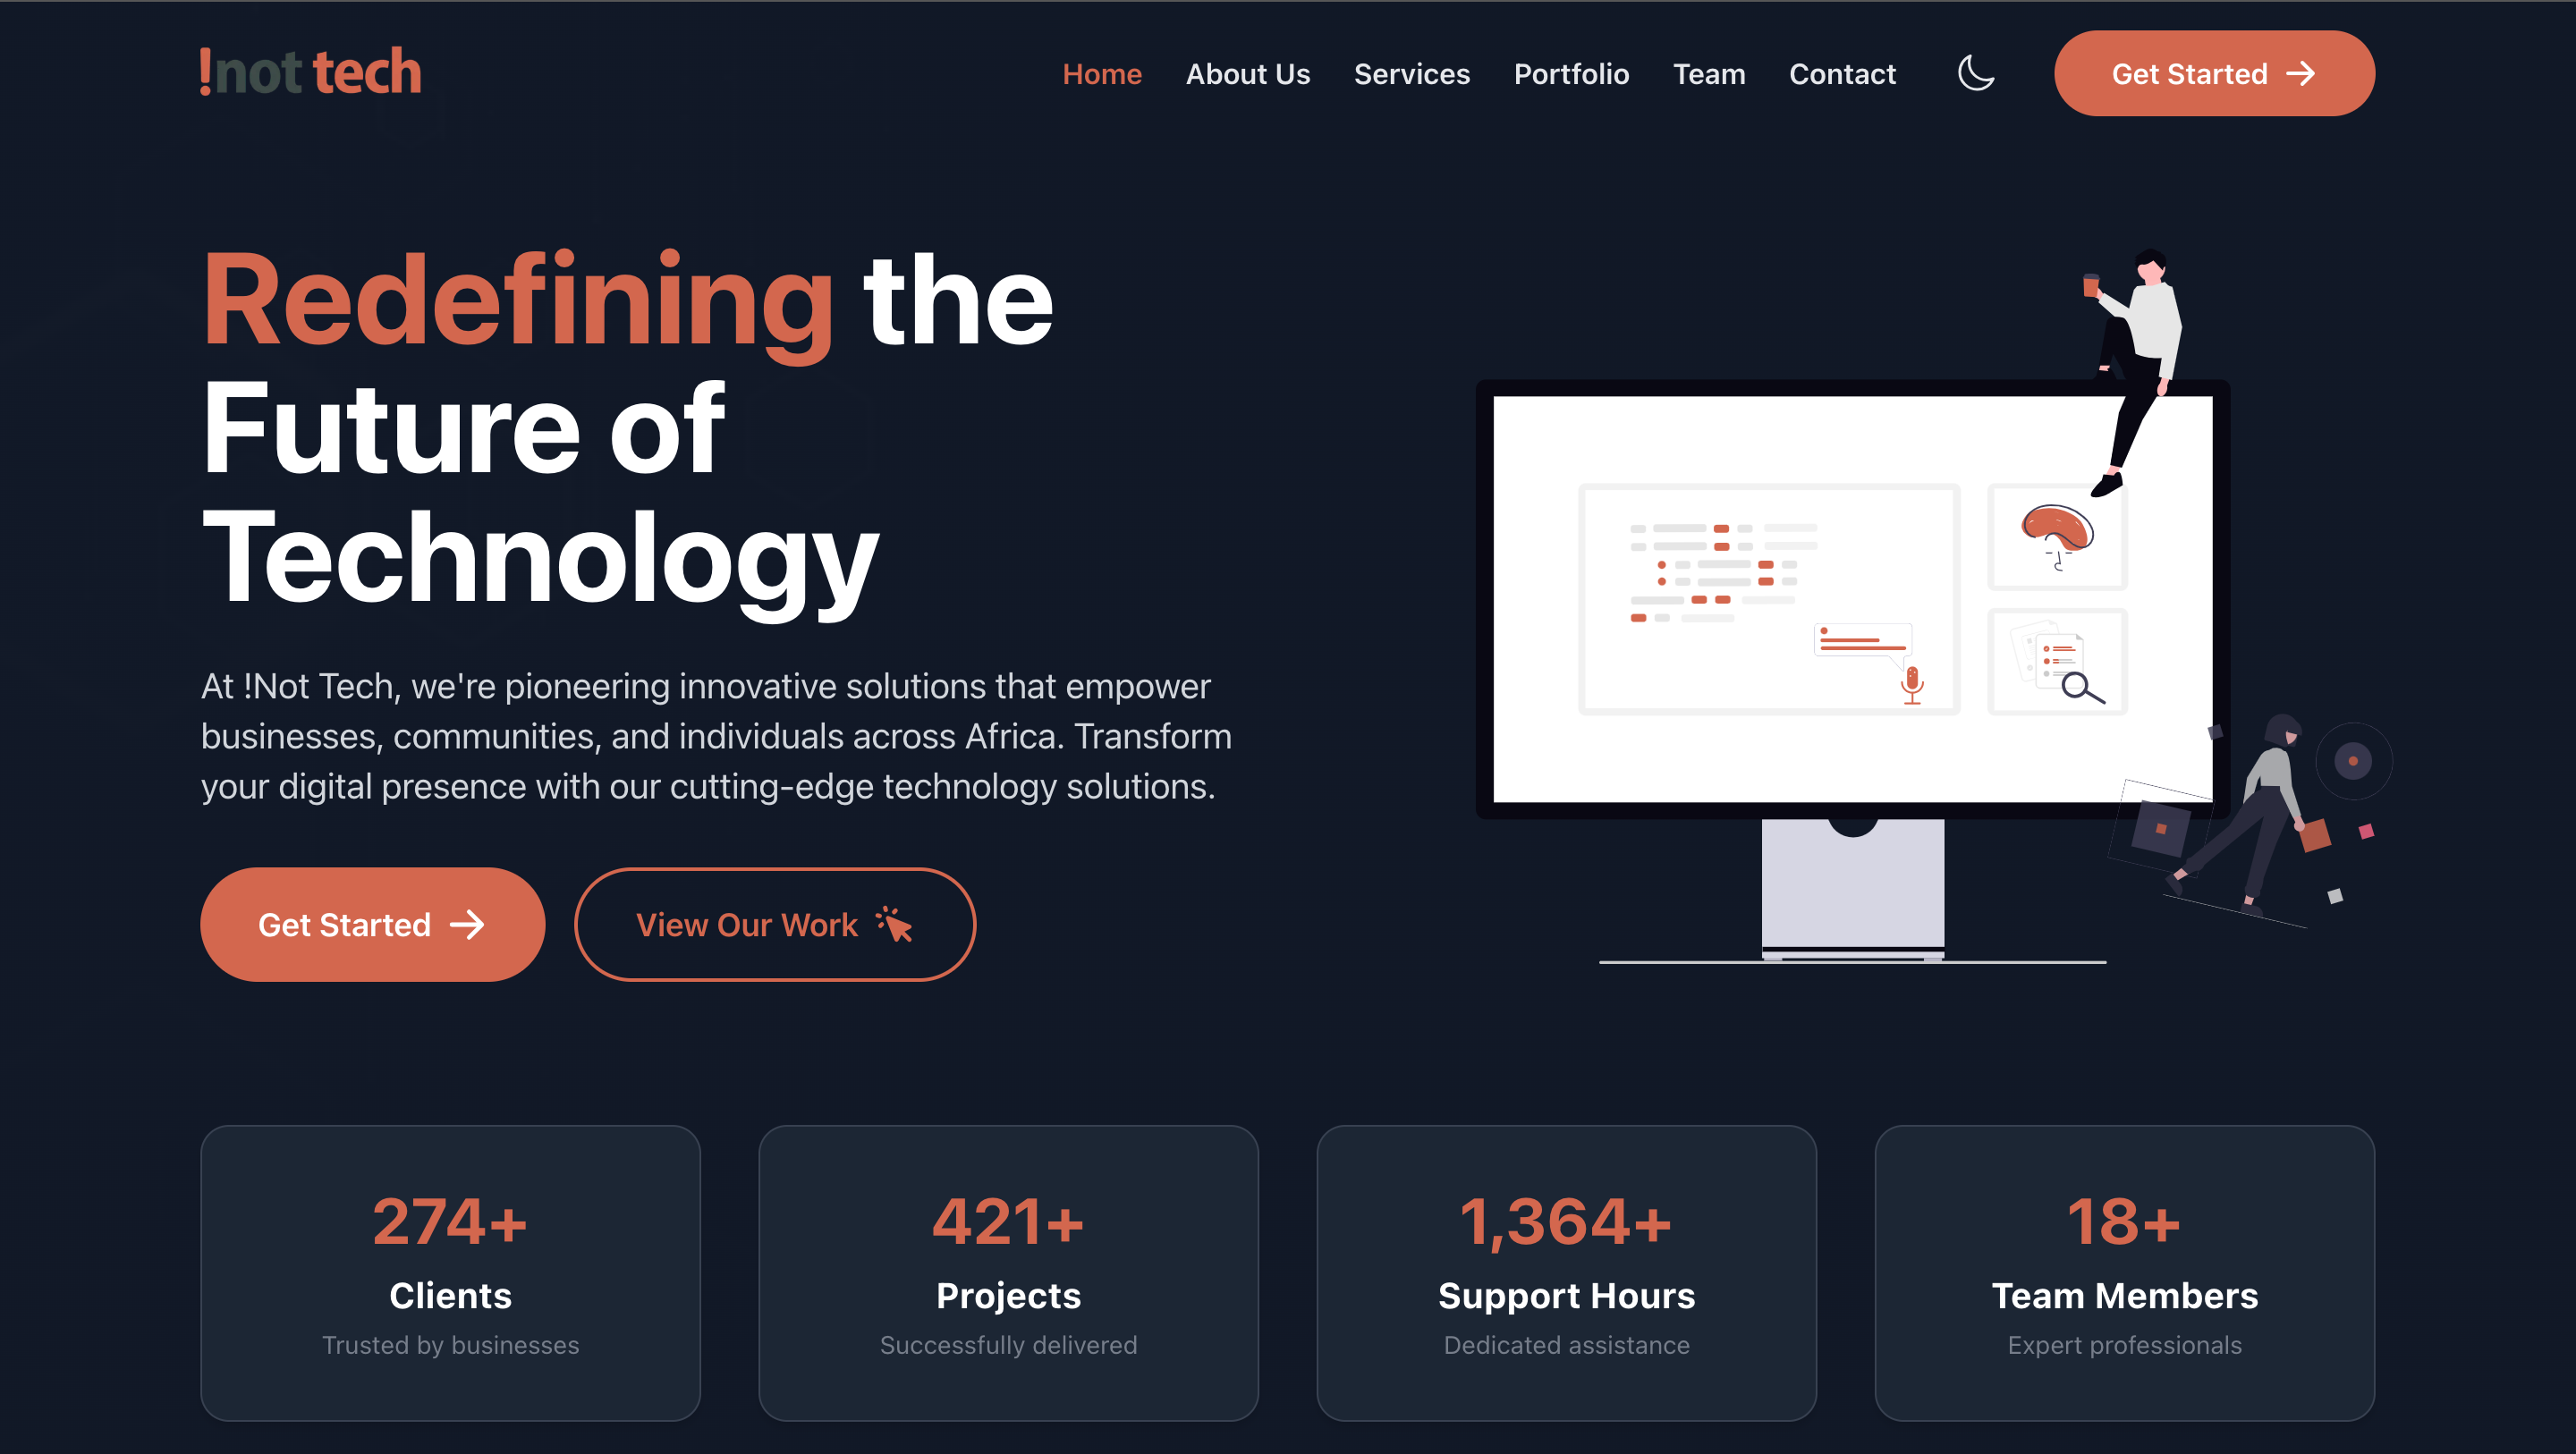 !not tech
Home About Us Services Portfolio Team Contact Get Started
Redefining the
Future of
Technology
At !Not Tech, we're pioneering innovative solutions that empower
businesses, communities, and individuals across Africa. Transform
your digital presence with our cutting-edge technology solutions.
Get Started View Our Work
274+
Clients
Trusted by businesses
421+
Projects
Successfully delivered
1,364+
Support Hours
Dedicated assistance
18+
Team Members
Expert professionals